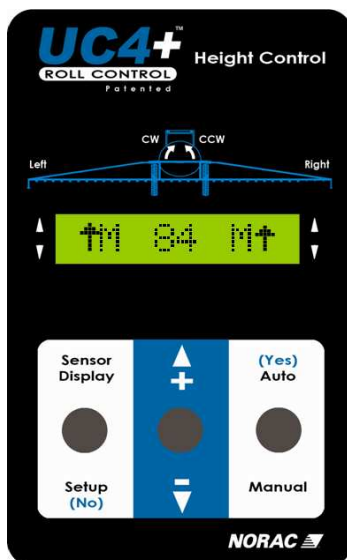 UC4+™
Height Control
ROLL CONTROL
Patented
CW CCW
Left Right
↑M 84 M↑
Sensor
Display
+
(Yes)
Auto
Setup
(No)
−
Manual
NORAC